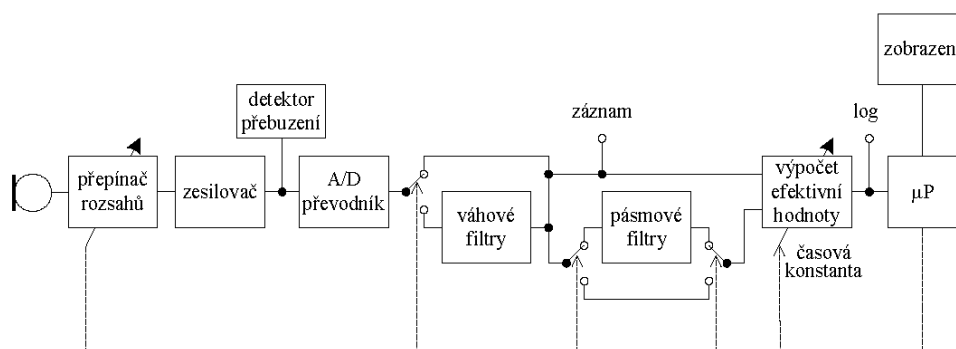 zobrazen
detektor
přebuzení
záznam
log
přepínač
rozsahů
zesilovač
A/D
převodník
váhové
filtry
pásmové
filtry
výpočet
efektivní
hodnoty
µP
časová
konstanta